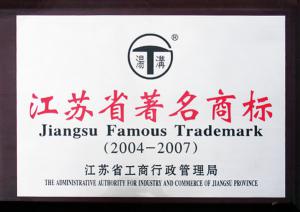 湯溝
®
江苏省著名商标
Jiangsu Famous Trademark
(2004-2007)
江苏省工商行政管理局
THE ADMINISTRATIVE AUTHORITY FOR INDUSTRY AND COMMERCE OF JIANGSU PROVINCE